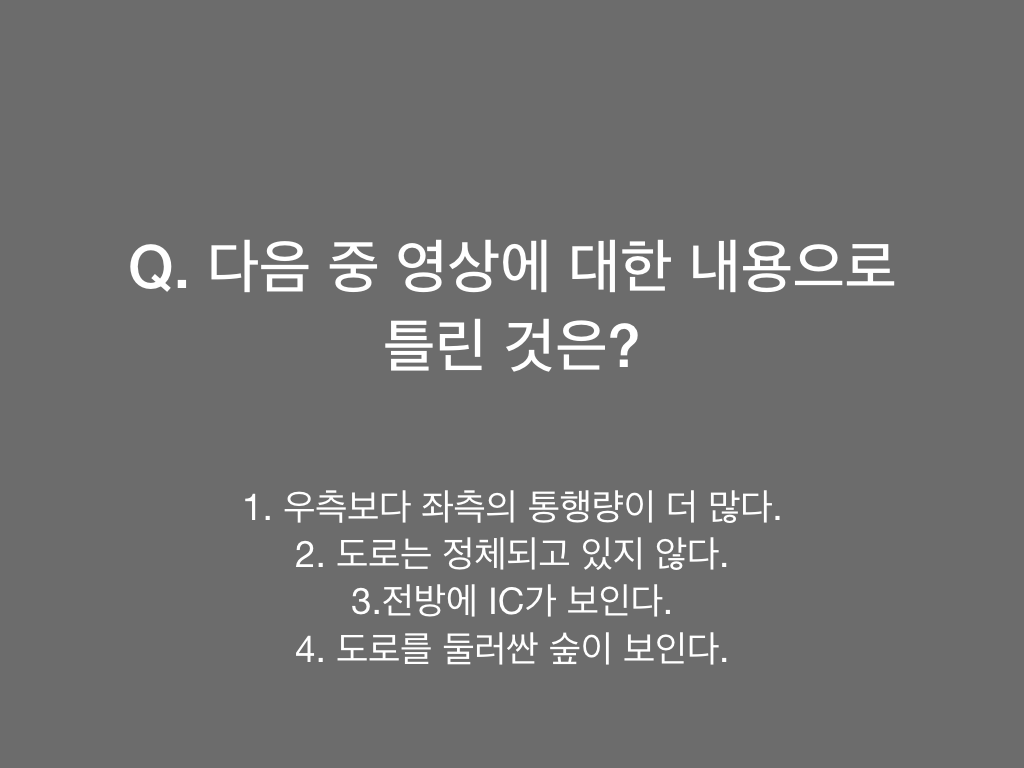 Q. 다음 중 영상에 대한 내용으로
틀린 것은?
1. 우측보다 좌측의 통행량이 더 많다.
2. 도로는 정체되고 있지 않다.
3.전방에 IC가 보인다.
4. 도로를 둘러싼 숲이 보인다.